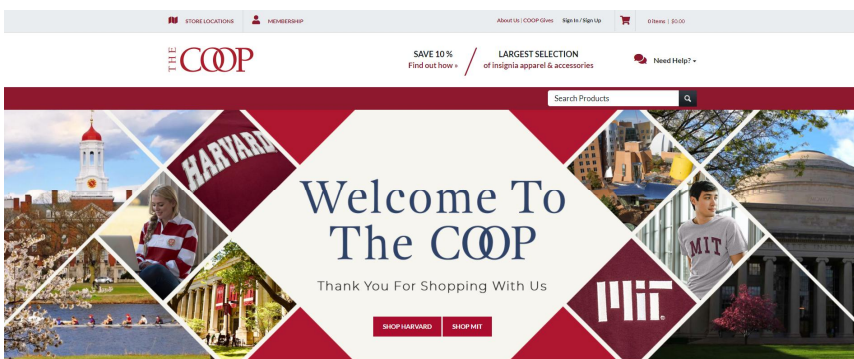 STORE LOCATIONS
MEMBERSHIP
About Us | COOP Gives
Sign In / Sign Up
0 Items | $0.00
THE COOP
SAVE 10 %
Find out how »
LARGEST SELECTION
of insignia apparel & accessories
Need Help?
Search Products
HARVARD
Welcome To
The COOP
Thank You For Shopping With Us
SHOP HARVARD
SHOP MIT
MIT
MIT